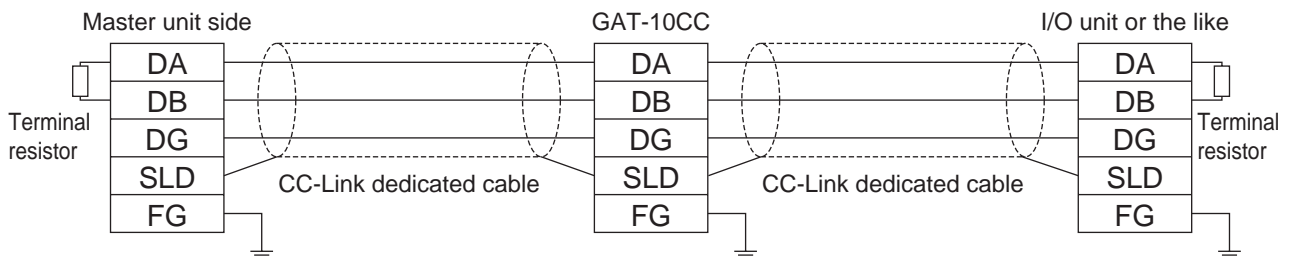 Master unit side
GAT-10CC
I/O unit or the like
DA
DB
DG
SLD
FG
Terminal
resistor
CC-Link dedicated cable
DA
DB
DG
SLD
FG
CC-Link dedicated cable
DA
DB
DG
SLD
FG
Terminal
resistor